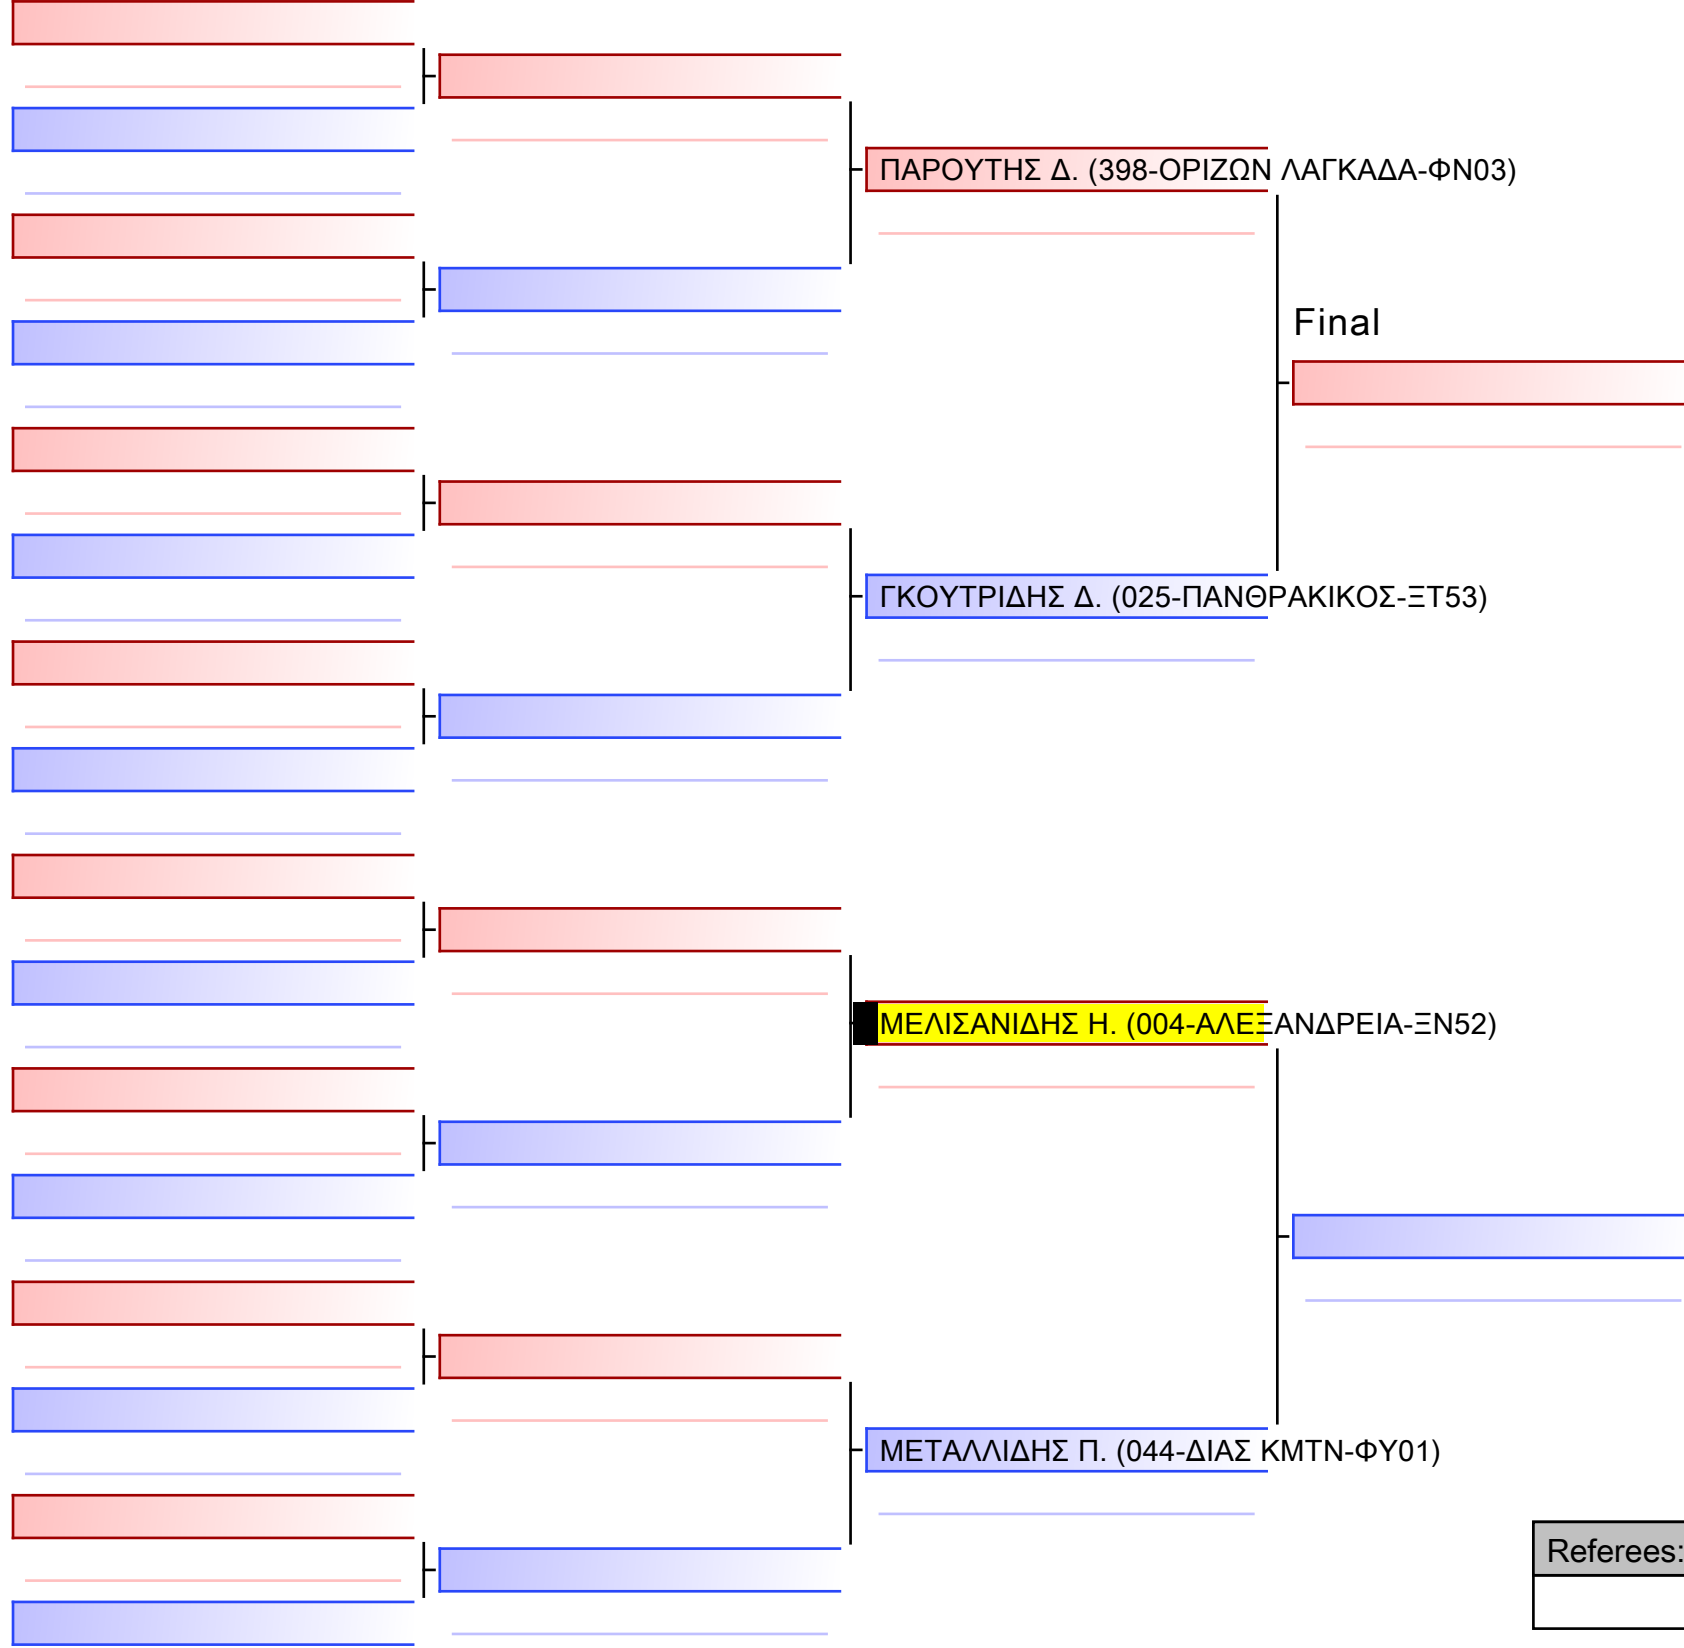 ΠΑΡΟΥΤΗΣ Δ. (398-ΟΡΙΖΩΝ ΛΑΓΚΑΔΑ-ΦΝ03)
Final
ΓΚΟΥΤΡΙΔΗΣ Δ. (025-ΠΑΝΘΡΑΚΙΚΟΣ-ΞΤ53)
ΜΕΛΙΣΑΝΙΔΗΣ Η. (004-ΑΛΕΞΑΝΔΡΕΙΑ-ΞΝ52)
ΜΕΤΑΛΛΙΔΗΣ Π. (044-ΔΙΑΣ ΚΜΤΝ-ΦΥ01)
Referees: